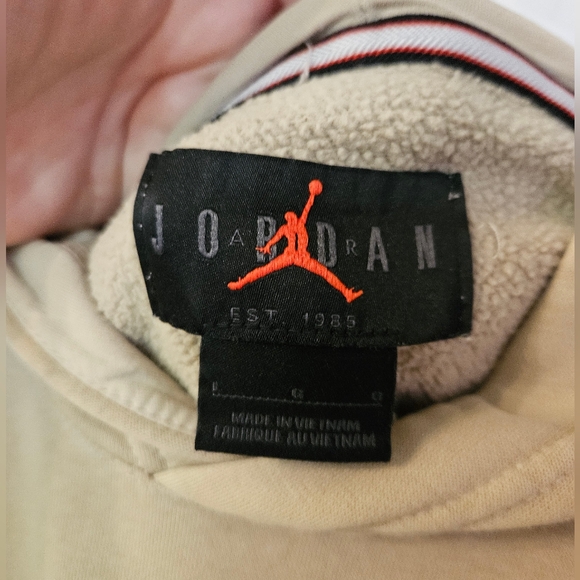 JORDAN
AIR
EST. 1985
L G G
MADE IN VIETNAM
FABRIQUE AU VIETNAM